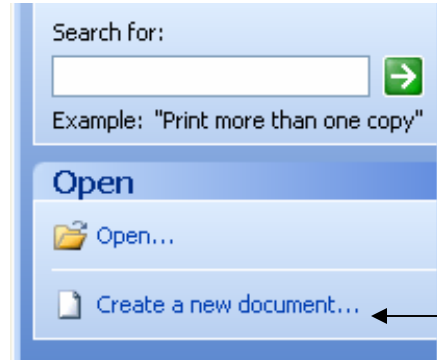 Search for:
Example: "Print more than one copy"
Open
Open...
Create a new document...